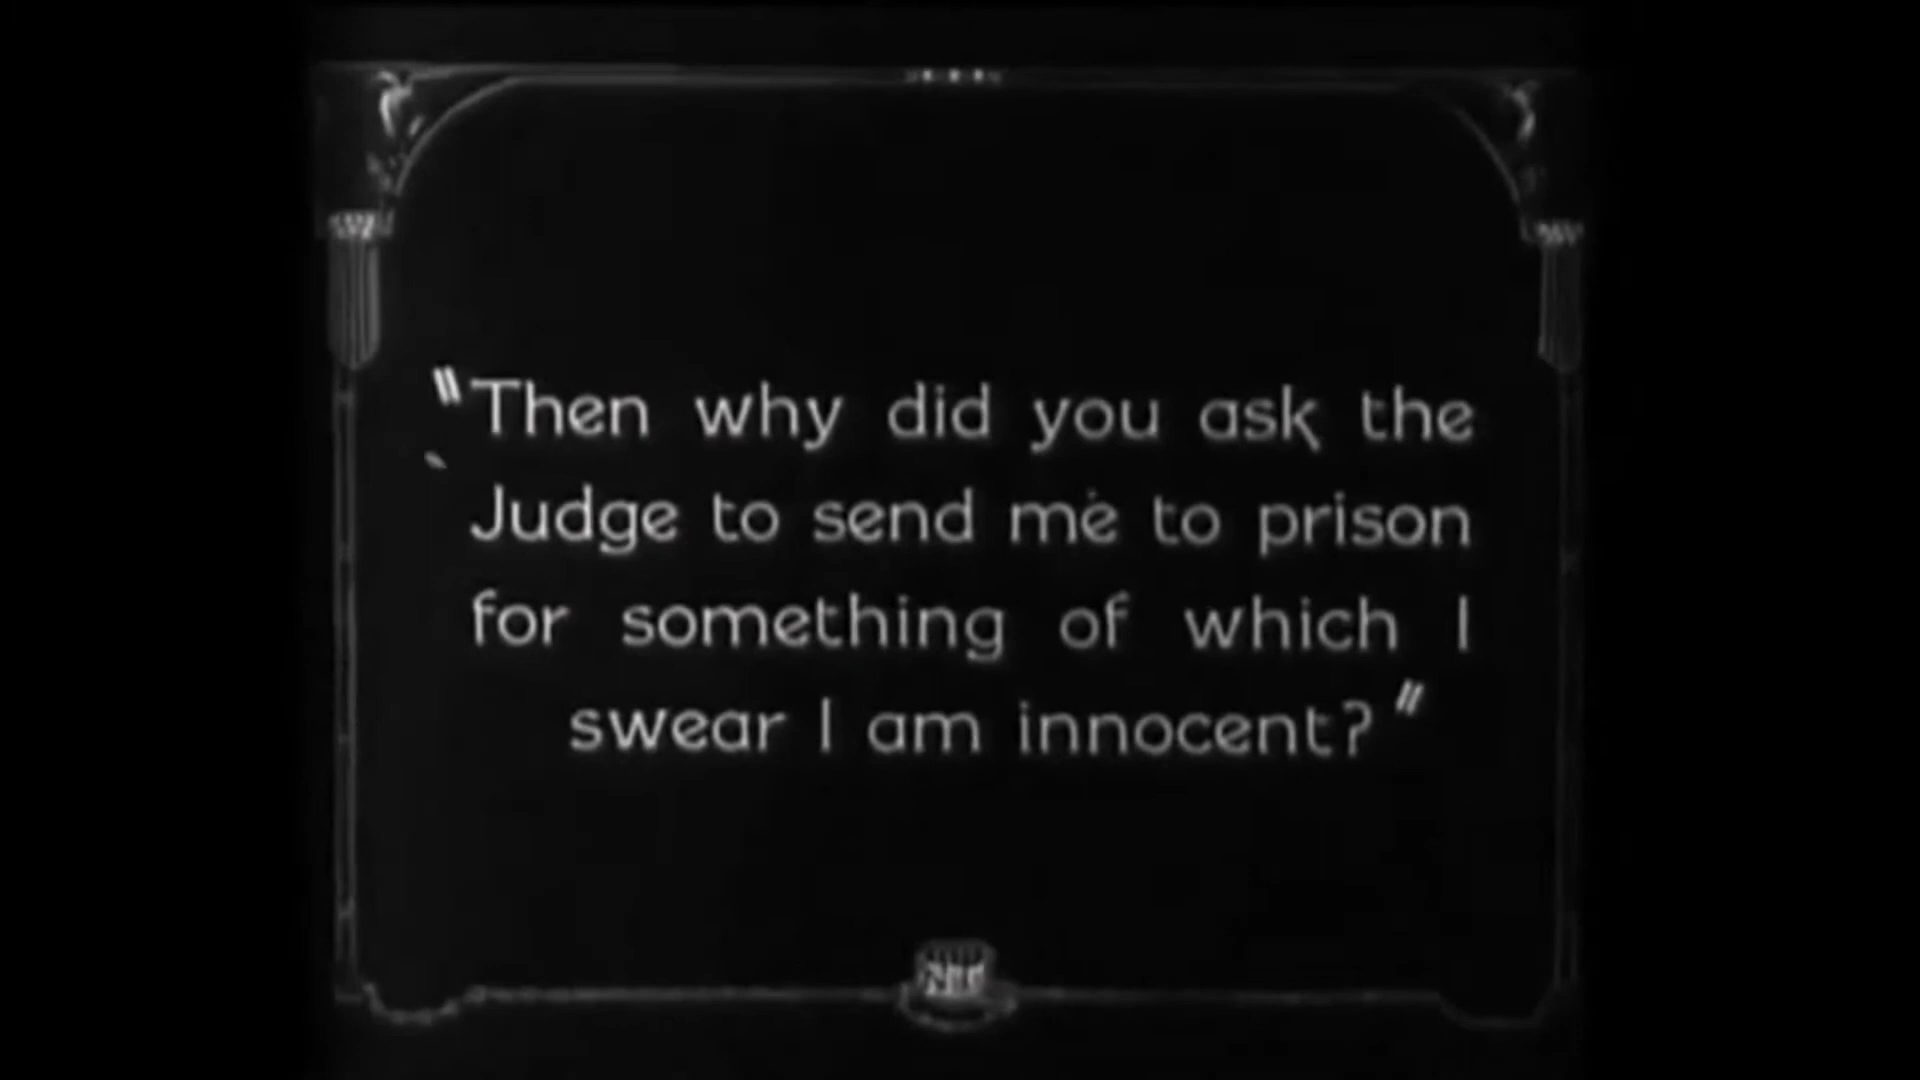 "Then why did you ask the
Judge to send me to prison
for something of which I
swear I am innocent?"